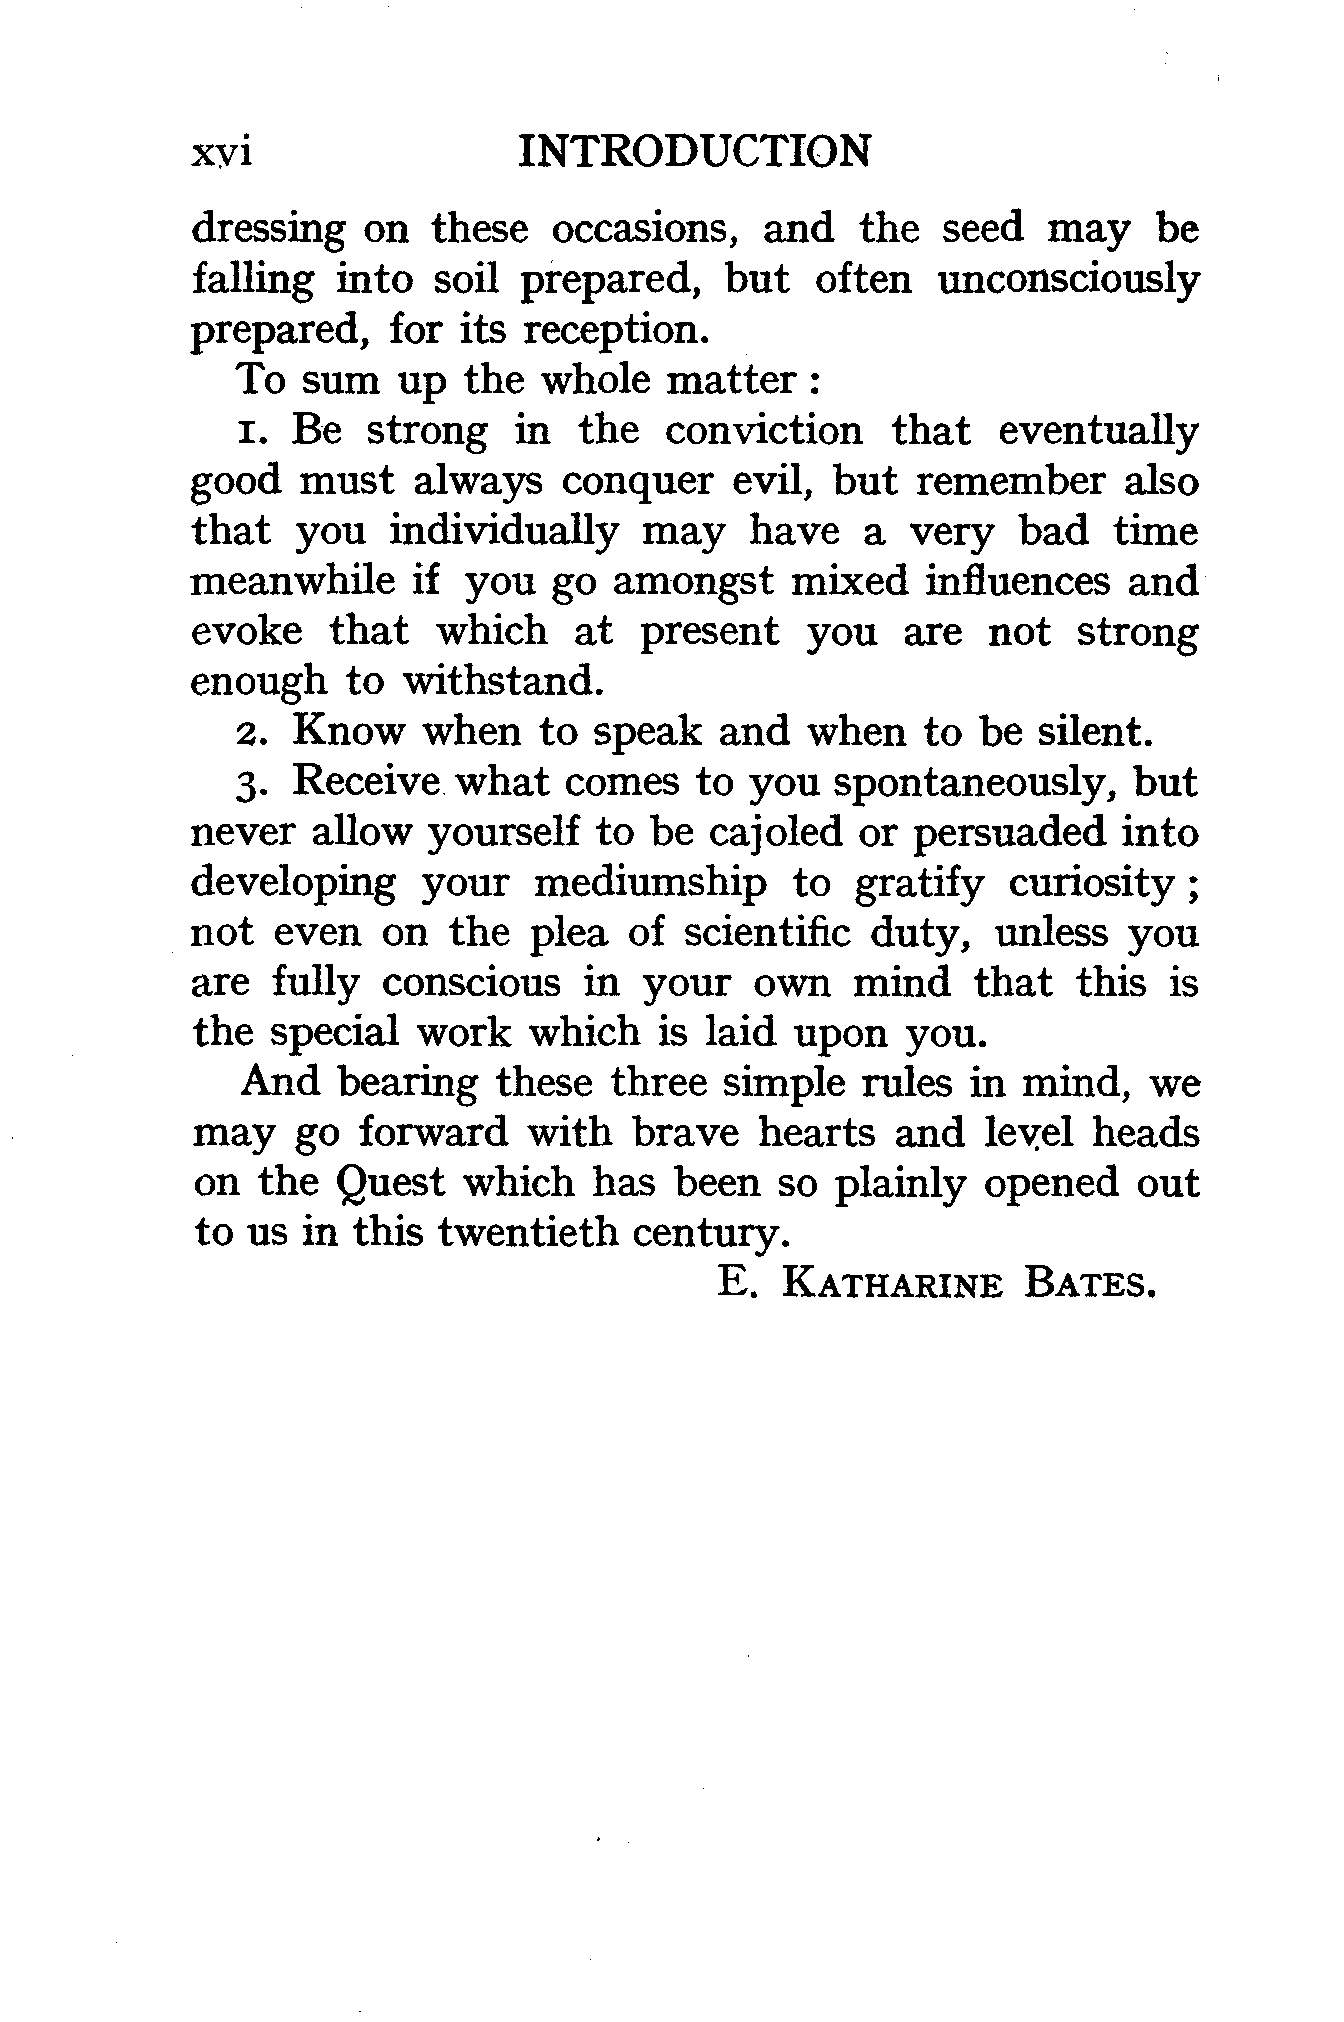 xvi INTRODUCTION
dressing on these occasions, and the seed may be
falling into soil prepared, but often unconsciously
prepared, for its reception.
To sum up the whole matter :
1. Be strong in the conviction that eventually
good must always conquer evil, but remember also
that you individually may have a very bad time
meanwhile if you go amongst mixed influences and
evoke that which at present you are not strong
enough to withstand.
2. Know when to speak and when to be silent.
3. Receive what comes to you spontaneously, but
never allow yourself to be cajoled or persuaded into
developing your mediumship to gratify curiosity ;
not even on the plea of scientific duty, unless you
are fully conscious in your own mind that this is
the special work which is laid upon you.
And bearing these three simple rules in mind, we
may go forward with brave hearts and level heads
on the Quest which has been so plainly opened out
to us in this twentieth century.
E. KATHARINE BATES.